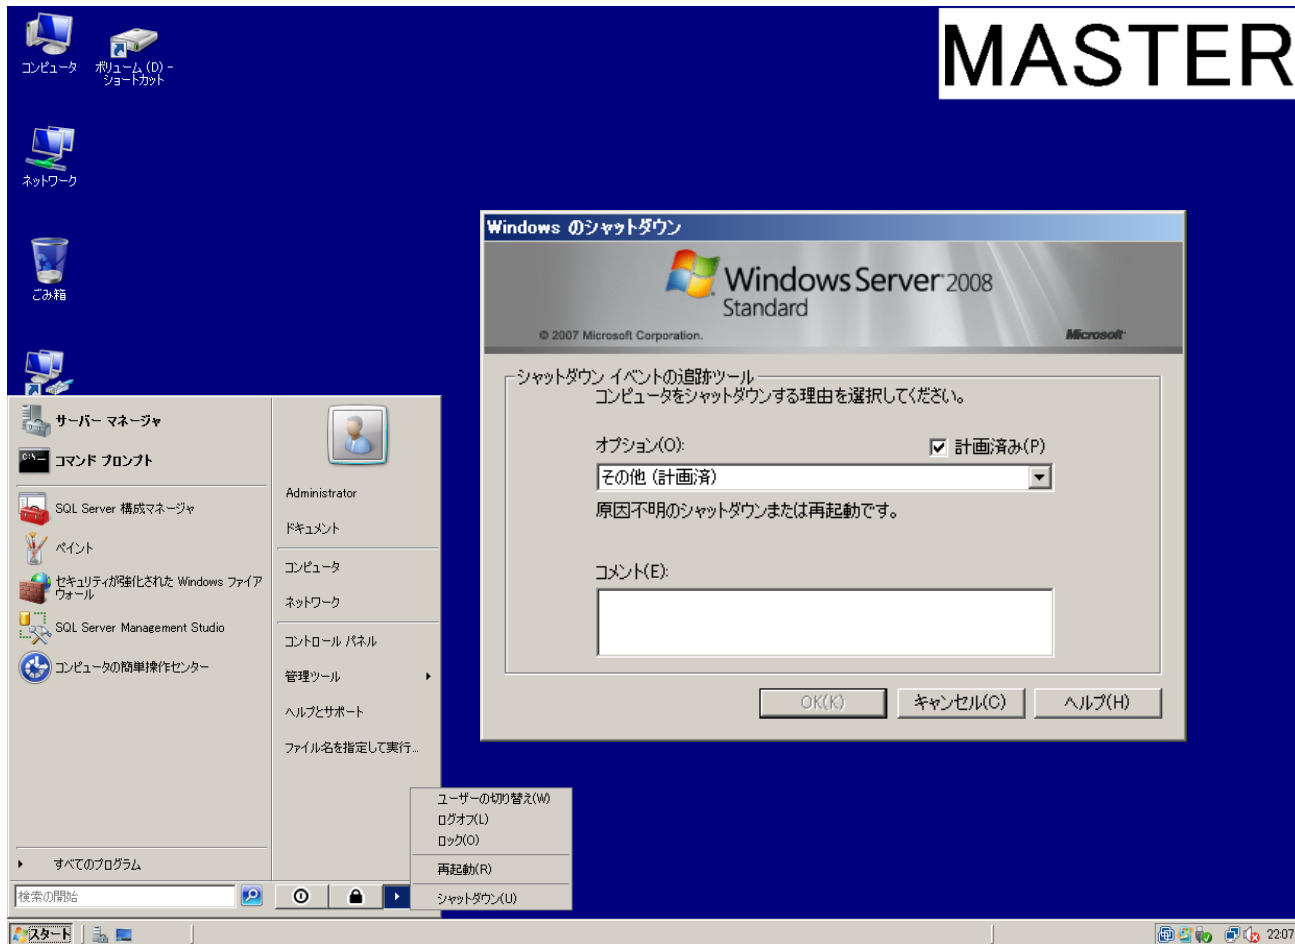 コンピュータ
ボリューム (D) -
ショートカット
MASTER
ネットワーク
ごみ箱
Windows のシャットダウン
Windows Server 2008
Standard
© 2007 Microsoft Corporation.
Microsoft
シャットダウン イベントの追跡ツール
コンピュータをシャットダウンする理由を選択してください。
オプション(O):
計画済み(P)
その他 (計画済)
原因不明のシャットダウンまたは再起動です。
コメント(E):
OK(K)
キャンセル(C)
ヘルプ(H)
サーバー マネージャ
コマンド プロンプト
SQL Server 構成マネージャ
ペイント
セキュリティが強化された Windows ファイア
ウォール
SQL Server Management Studio
コンピュータの簡単操作センター
すべてのプログラム
検索の開始
Administrator
ドキュメント
コンピュータ
ネットワーク
コントロール パネル
管理ツール
ヘルプとサポート
ファイル名を指定して実行...
ユーザーの切り替え(W)
ログオフ(L)
ロック(O)
再起動(R)
シャットダウン(U)
スタート
22:07